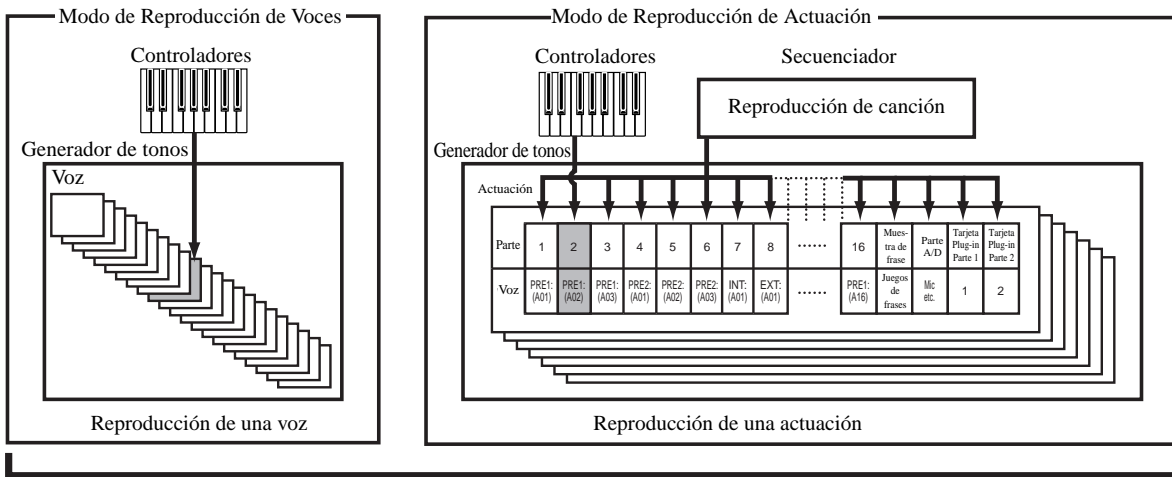 Modo de Reproducción de Voces
Controladores
Generador de tonos
Voz
Reproducción de una voz
Modo de Reproducción de Actuación
Controladores
Secuenciador
Reproducción de canción
Generador de tonos
Actuación
Parte 1 2 3 4 5 6 7 8 ...... 16 Mues-tra de frase Parte A/D Tarjeta Plug-in Parte 1 Tarjeta Plug-in Parte 2
Voz PRE1: (A01) PRE1: (A02) PRE1: (A03) PRE2: (A01) PRE2: (A02) PRE2: (A03) INT: (A01) EXT: (A01) ...... PRE1: (A16) Juegos de frases Mic etc. 1 2
Reproducción de una actuación